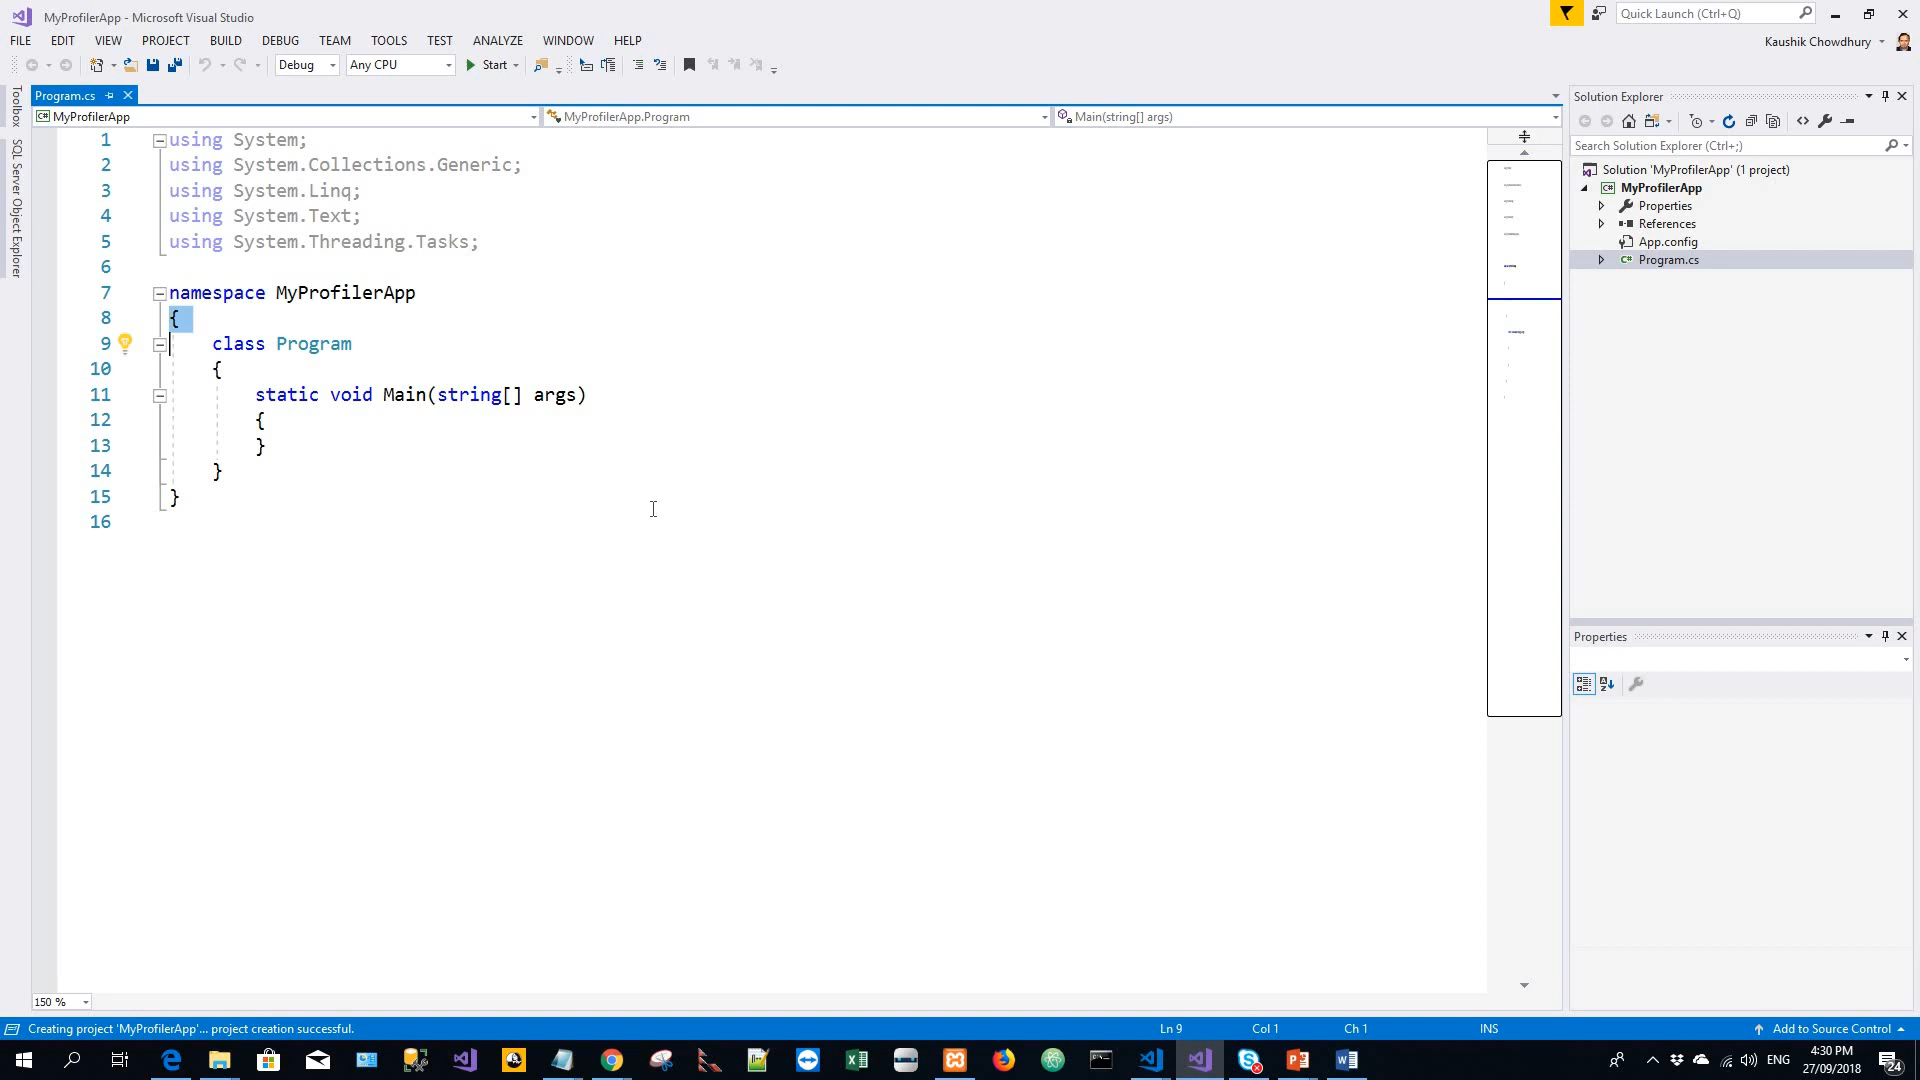 MyProfilerApp - Microsoft Visual Studio
Quick Launch (Ctrl+Q)
FILE EDIT VIEW PROJECT BUILD DEBUG TEAM TOOLS TEST ANALYZE WINDOW HELP
Kaushik Chowdhury
Debug Any CPU Start
Toolbox
SQL Server Object Explorer
Program.cs
MyProfilerApp MyProfilerApp.Program Main(string[] args)
1 using System;
2 using System.Collections.Generic;
3 using System.Linq;
4 using System.Text;
5 using System.Threading.Tasks;
6
7 namespace MyProfilerApp
8 {
9 class Program
10 {
11 static void Main(string[] args)
12 {
13 }
14 }
15 }
16
150 %
Solution Explorer
Search Solution Explorer (Ctrl+;)
Solution 'MyProfilerApp' (1 project)
C# MyProfilerApp
Properties
References
App.config
C# Program.cs
Properties
Creating project 'MyProfilerApp'... project creation successful.
Ln 9 Col 1 Ch 1 INS
Add to Source Control
ENG
4:30 PM
27/09/2018
24